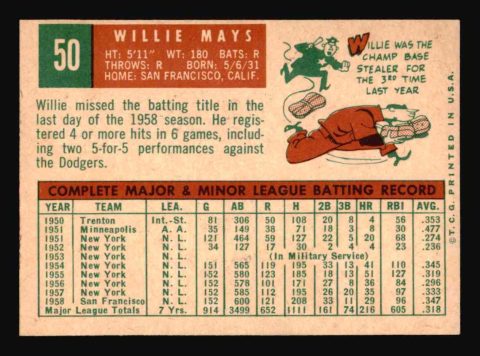 50
WILLIE MAYS
HT: 5'11" WT: 180 BATS: R
THROWS: R BORN: 5/6/31
HOME: SAN FRANCISCO, CALIF.
WILLIE WAS THE
CHAMP BASE
STEALER FOR
THE 3RD TIME
LAST YEAR
Willie missed the batting title in the
last day of the 1958 season. He reg-
istered 4 or more hits in 6 games, includ-
ing two 5-for-5 performances against
the Dodgers.
COMPLETE MAJOR & MINOR LEAGUE BATTING RECORD
YEAR TEAM LEA. G AB R H 2B 3B HR RBI AVG.
1950 Trenton Int.-St. 81 306 50 108 20 8 4 .353
1951 Minneapolis A. A. 35 149 38 71 18 3 8 30 .477
1951 New York N. L. 121 464 59 127 22 5 20 68 .274
1952 New York N. L. 34 127 17 30 2 4 4 23 .236
1953 New York N. L. (In Military Service)
1954 New York N. L. 151 565 119 195 33 13 41 110 .345
1955 New York N. L. 152 580 123 185 18 13 51 127 .319
1956 New York N. L. 152 578 101 171 27 8 36 84 .296
1957 New York N. L. 152 585 112 195 26 20 35 97 .333
1958 San Francisco N. L. 152 600 121 208 33 11 29 96 .347
Major League Totals 7 Yrs. 914 3499 652 1111 161 74 216 605 .318
© T.C.G. PRINTED IN U.S.A.